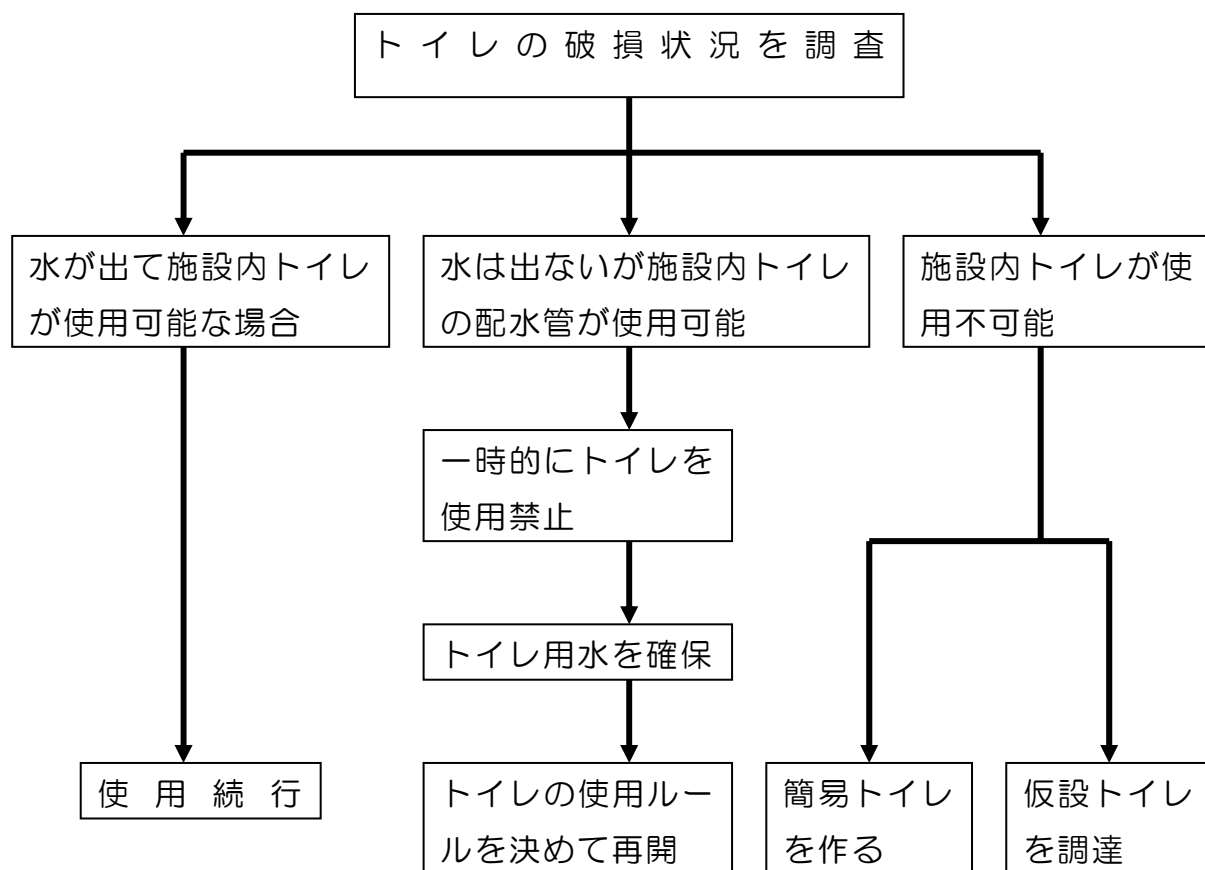 トイレの破損状況を調査
水が出て施設内トイレ
が使用可能な場合
水は出ないが施設内トイレ
の配水管が使用可能
施設内トイレが使
用不可能
一時的にトイレを
使用禁止
トイレ用水を確保
使用続行
トイレの使用ルー
ルを決めて再開
簡易トイレ
を作る
仮設トイレ
を調達